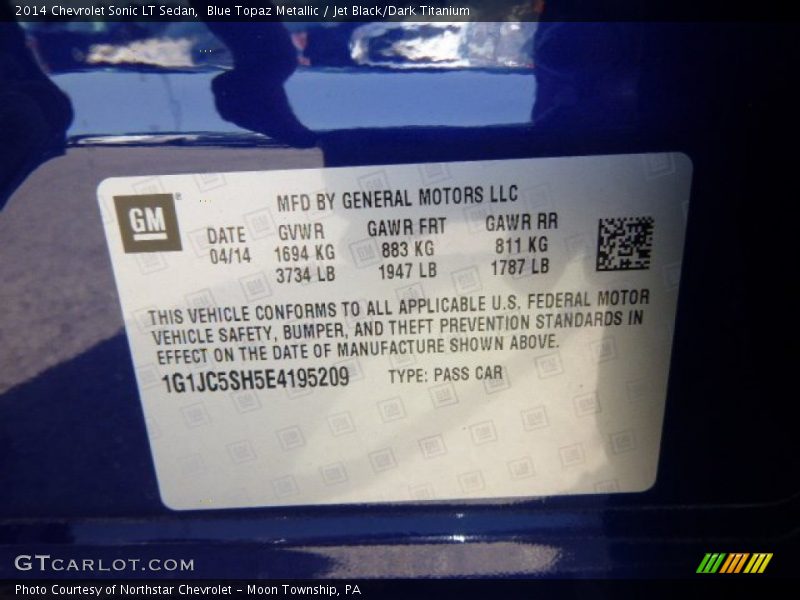 2014 Chevrolet Sonic LT Sedan, Blue Topaz Metallic / Jet Black/Dark Titanium
GM®
MFD BY GENERAL MOTORS LLC
DATE GVWR GAWR FRT GAWR RR
04/14 1694 KG 883 KG 811 KG
3734 LB 1947 LB 1787 LB
THIS VEHICLE CONFORMS TO ALL APPLICABLE U.S. FEDERAL MOTOR
VEHICLE SAFETY, BUMPER, AND THEFT PREVENTION STANDARDS IN
EFFECT ON THE DATE OF MANUFACTURE SHOWN ABOVE.
1G1JC5SH5E4195209 TYPE: PASS CAR
GTCARLOT.COM
Photo Courtesy of Northstar Chevrolet - Moon Township, PA